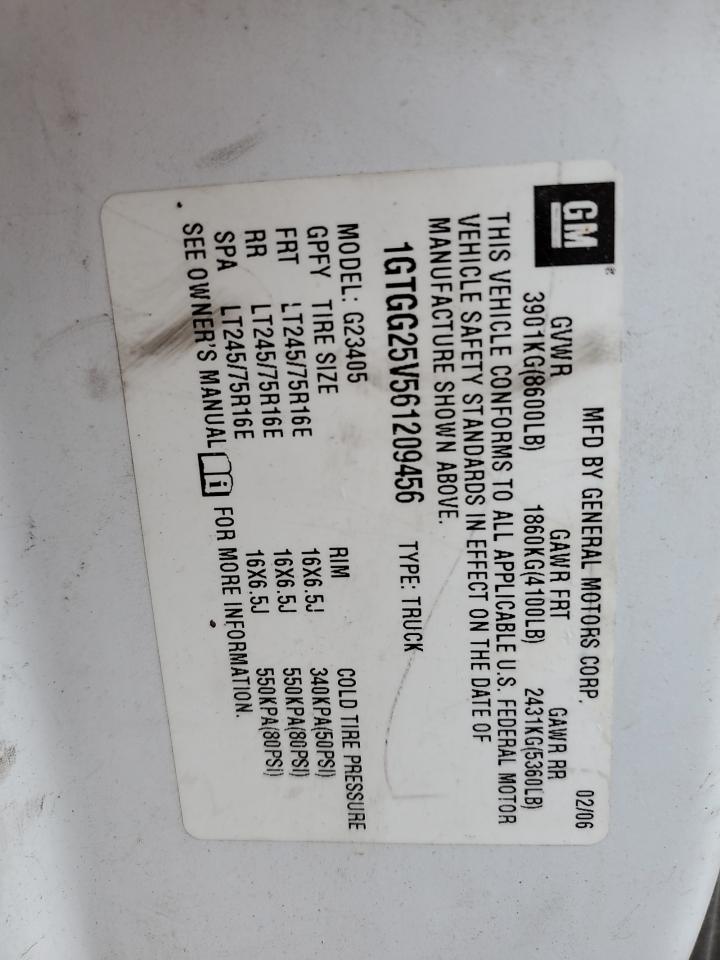 GM
MFD BY GENERAL MOTORS CORP. 02/06
GVWR GAWR FRT GAWR RR
3901KG(8600LB) 1860KG(4100LB) 2431KG(5360LB)
THIS VEHICLE CONFORMS TO ALL APPLICABLE U.S. FEDERAL MOTOR
VEHICLE SAFETY STANDARDS IN EFFECT ON THE DATE OF
MANUFACTURE SHOWN ABOVE.
1GTGG25V561209456 TYPE: TRUCK
MODEL: G23405
GPFY TIRE SIZE RIM COLD TIRE PRESSURE
FRT LT245/75R16E 16X6.5J 340KPA(50PSI)
RR LT245/75R16E 16X6.5J 550KPA(80PSI)
SPA LT245/75R16E 16X6.5J 550KPA(80PSI)
SEE OWNER'S MANUAL FOR MORE INFORMATION.